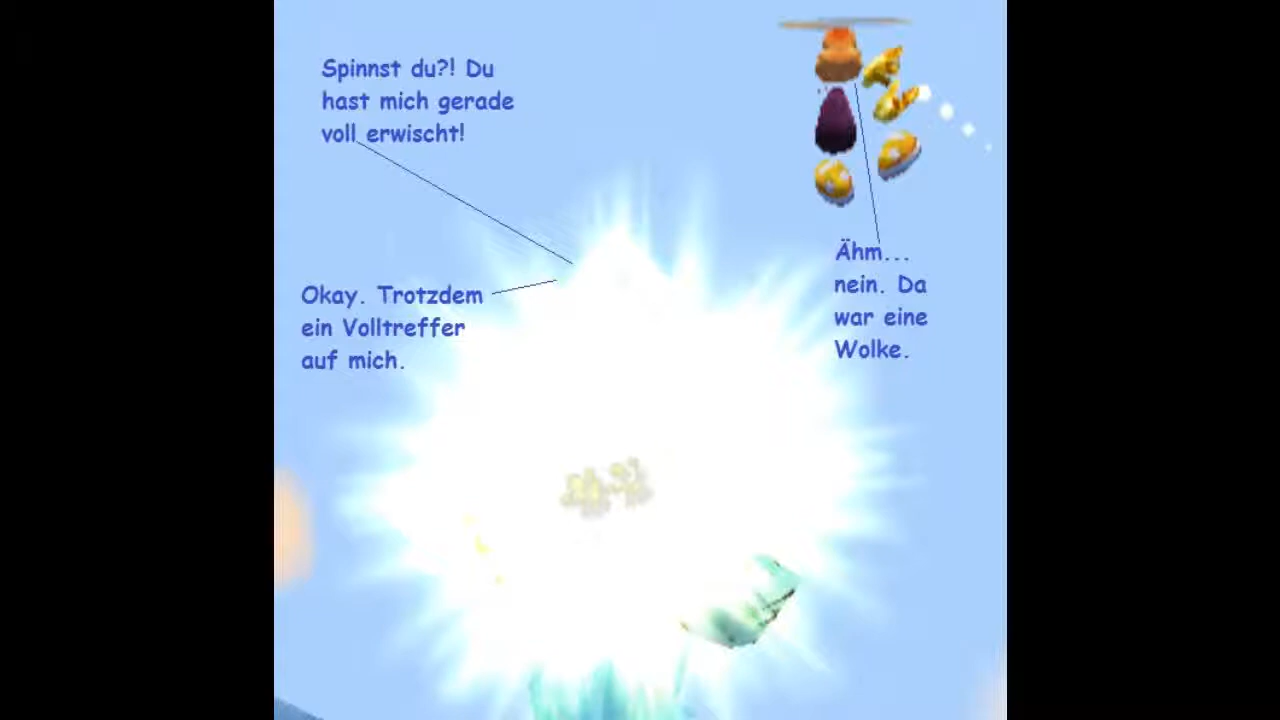 Spinnst du?! Du
hast mich gerade
voll erwischt!
Ähm...
nein. Da
war eine
Wolke.
Okay. Trotzdem
ein Volltreffer
auf mich.